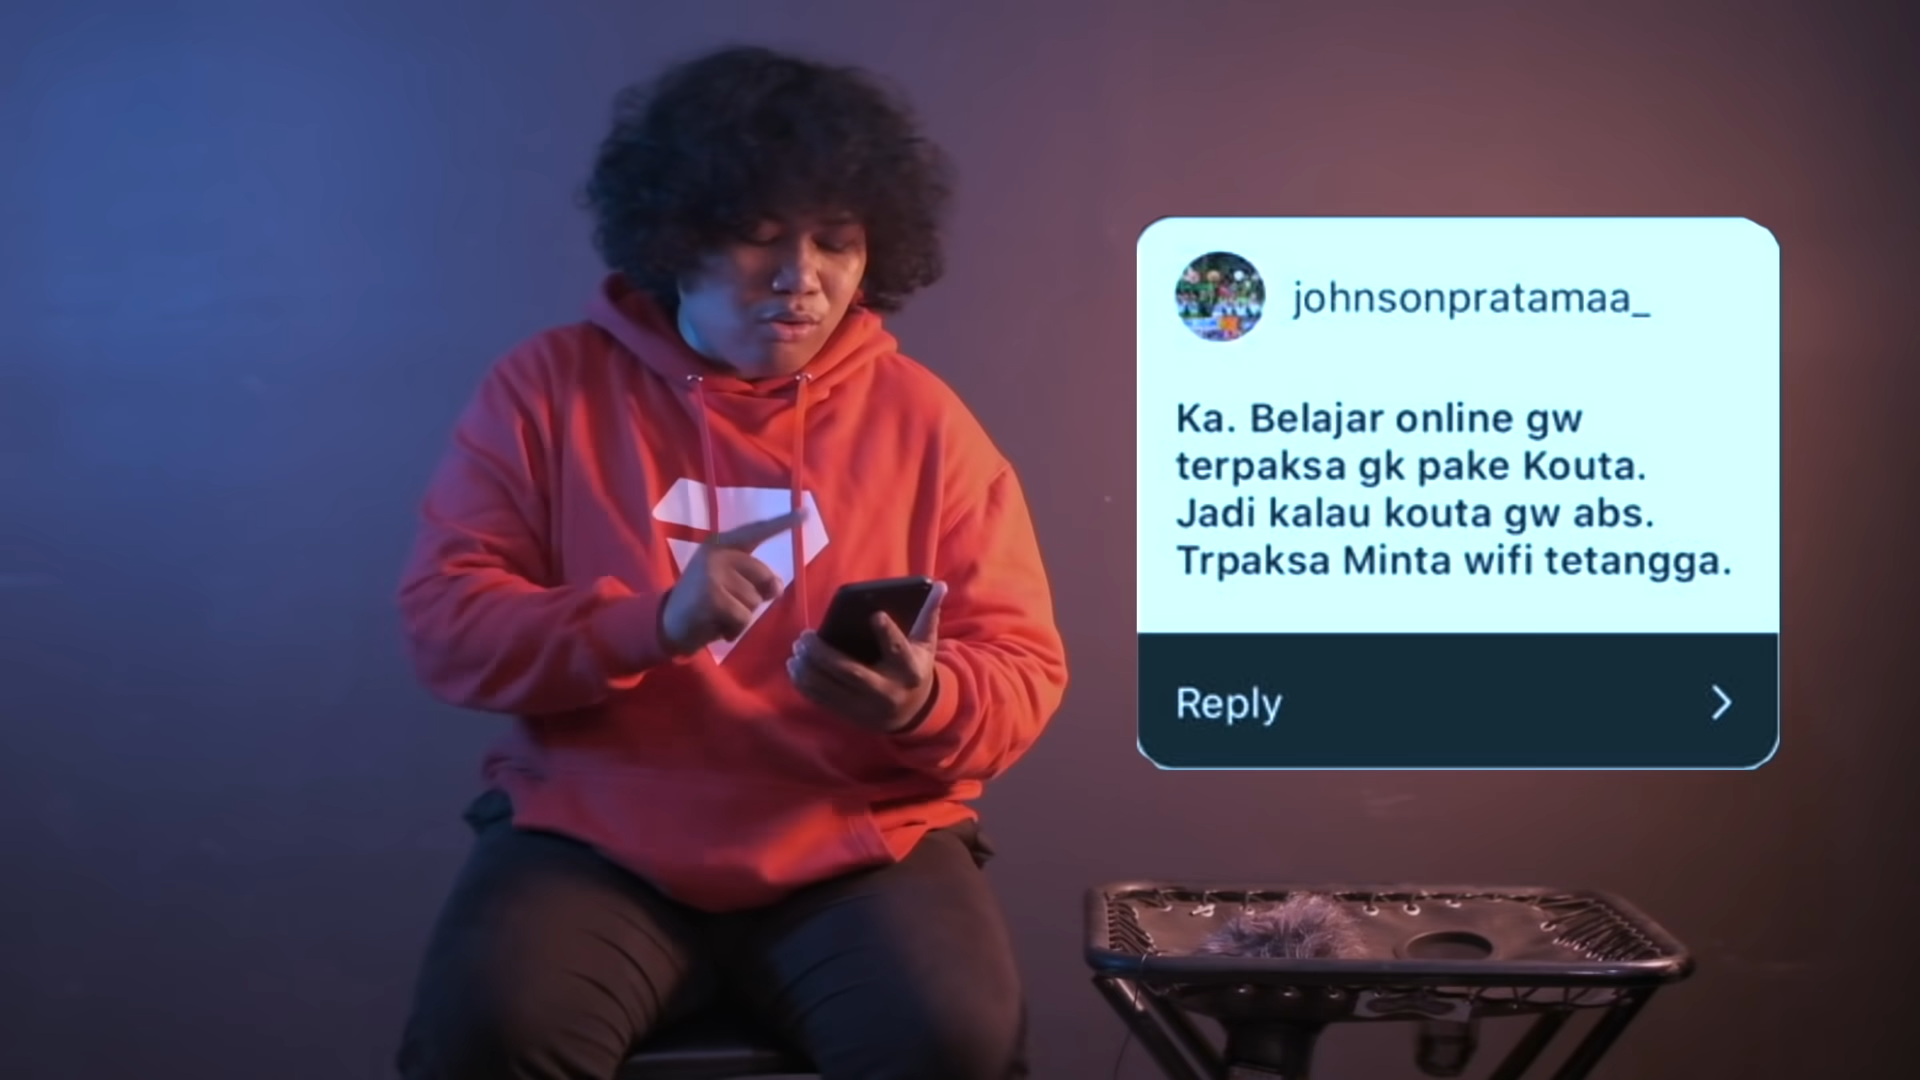 johnsonpratamaa_
Ka. Belajar online gw
terpaksa gk pake Kouta.
Jadi kalau kouta gw abs.
Trpaksa Minta wifi tetangga.
Reply